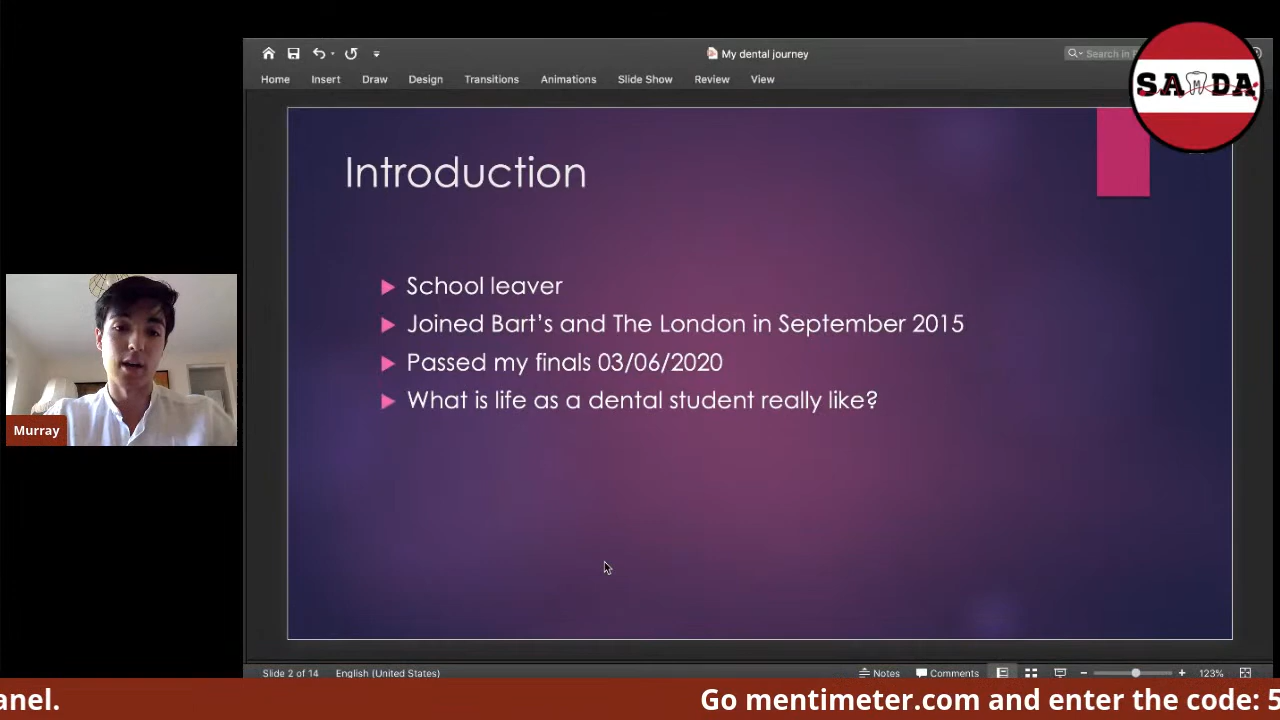 My dental journey
Search in
Home Insert Draw Design Transitions Animations Slide Show Review View
SAMDA
Introduction
School leaver
Joined Bart’s and The London in September 2015
Passed my finals 03/06/2020
What is life as a dental student really like?
Murray
Slide 2 of 14 English (United States) Notes Comments 123%
anel. Go mentimeter.com and enter the code: 5